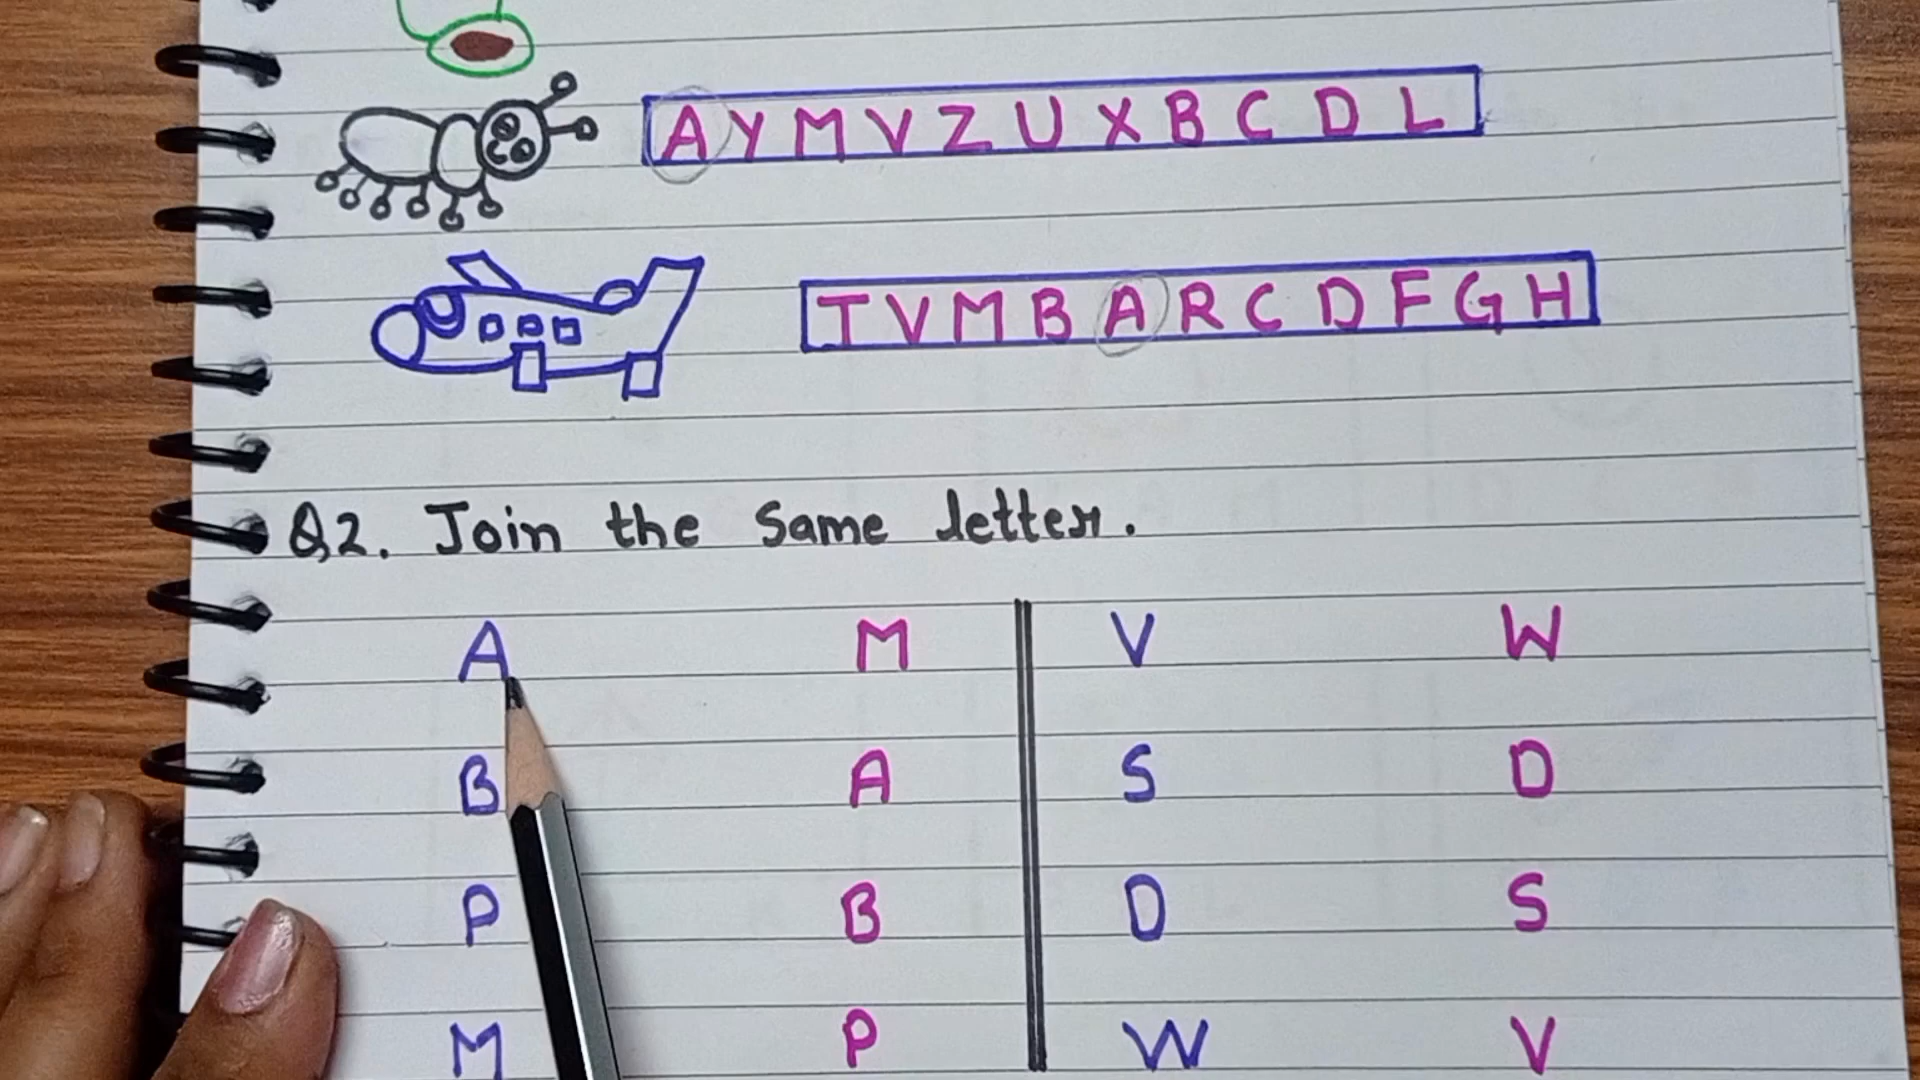 A Y M V Z U X B C D L
T V M B A R C D F G H
Q2. Join the Same letter.
A M V W
B A S D
P B D S
M P W V